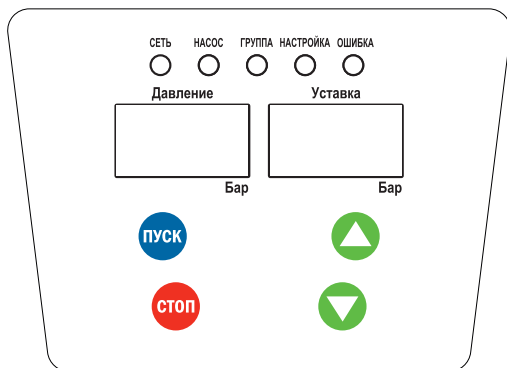 СЕТЬ НАСОС ГРУППА НАСТРОЙКА ОШИБКА
Давление Уставка
Бар Бар
ПУСК
СТОП